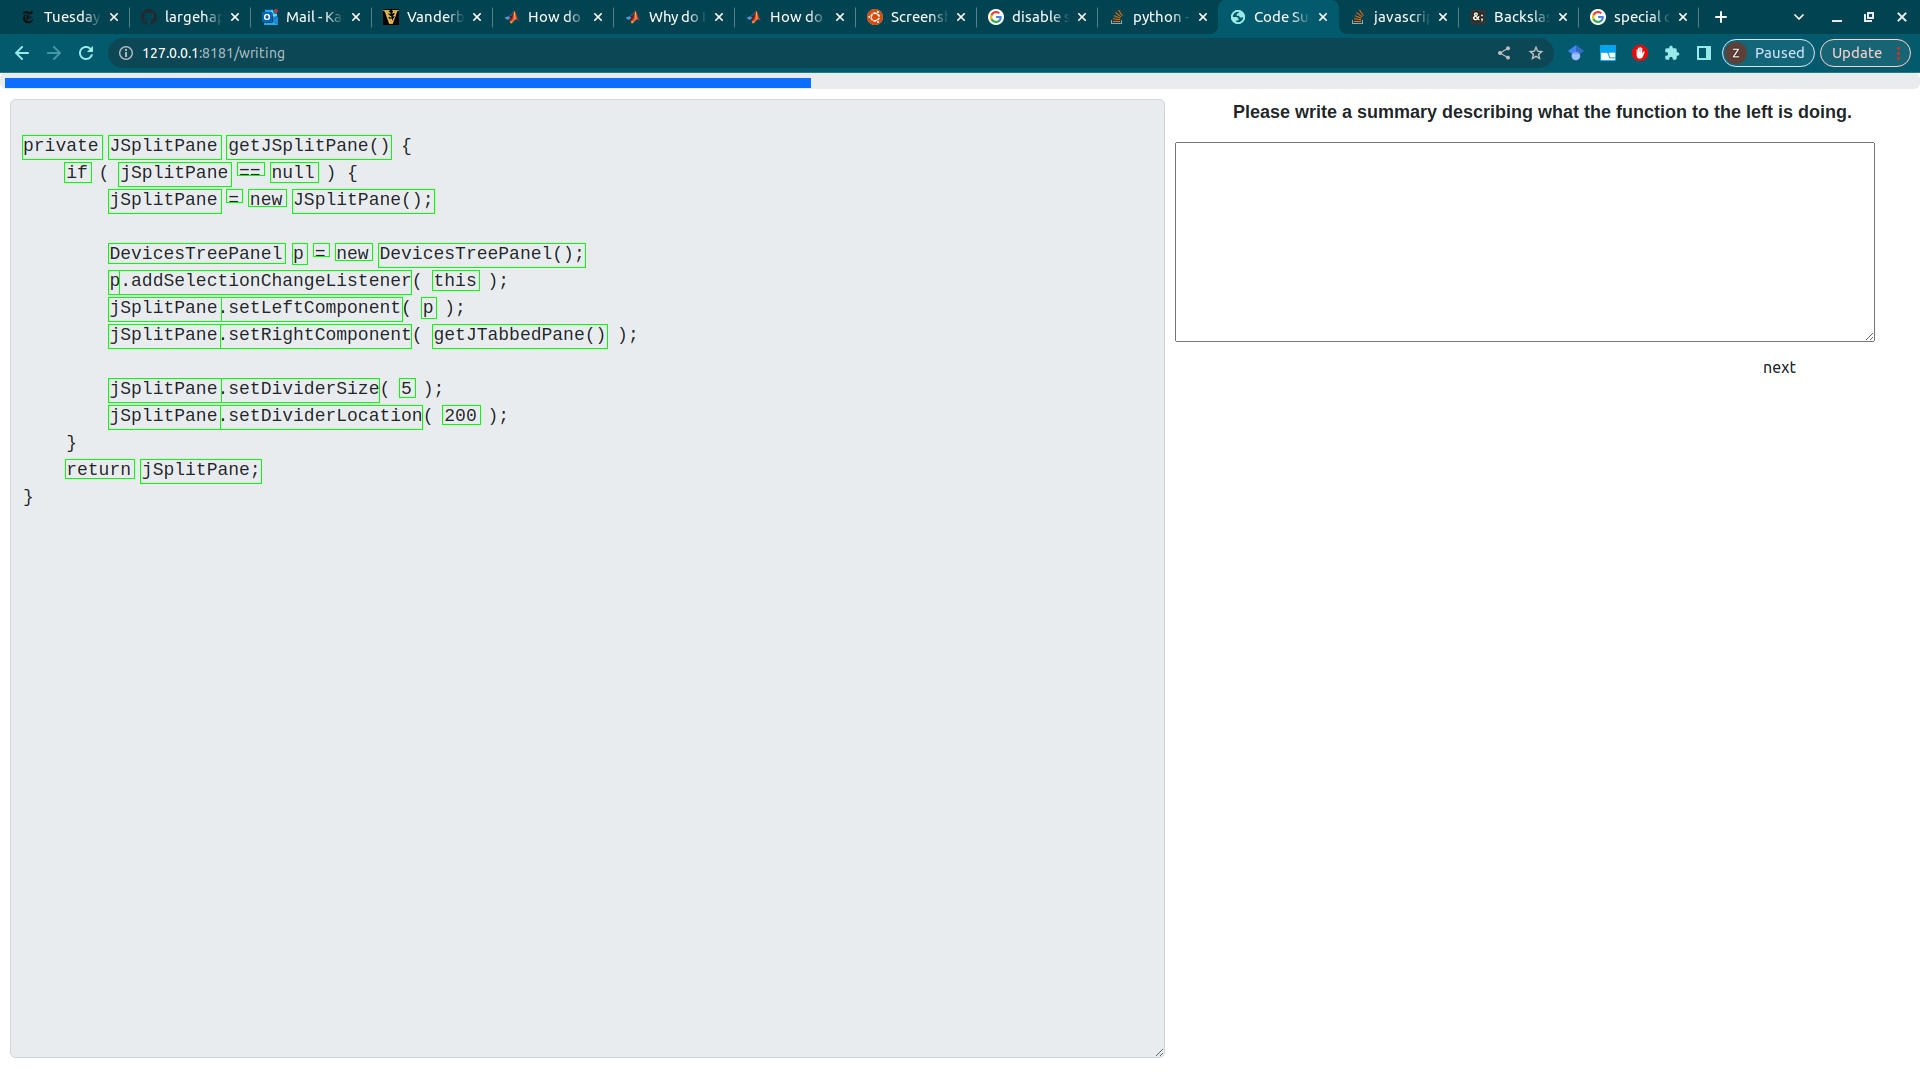 Tuesday
largehap
Mail - Ka
Vanderb
How do
Why do
How do
Screens
disable s
python -
Code Su
javascrip
Backslas
special c
127.0.0.1:8181/writing
Z Paused
Update
Please write a summary describing what the function to the left is doing.
private JSplitPane getJSplitPane() {
if ( jSplitPane == null ) {
jSplitPane = new JSplitPane();
DevicesTreePanel p = new DevicesTreePanel();
p.addSelectionChangeListener( this );
jSplitPane.setLeftComponent( p );
jSplitPane.setRightComponent( getJTabbedPane() );
jSplitPane.setDividerSize( 5 );
jSplitPane.setDividerLocation( 200 );
}
return jSplitPane;
}
next